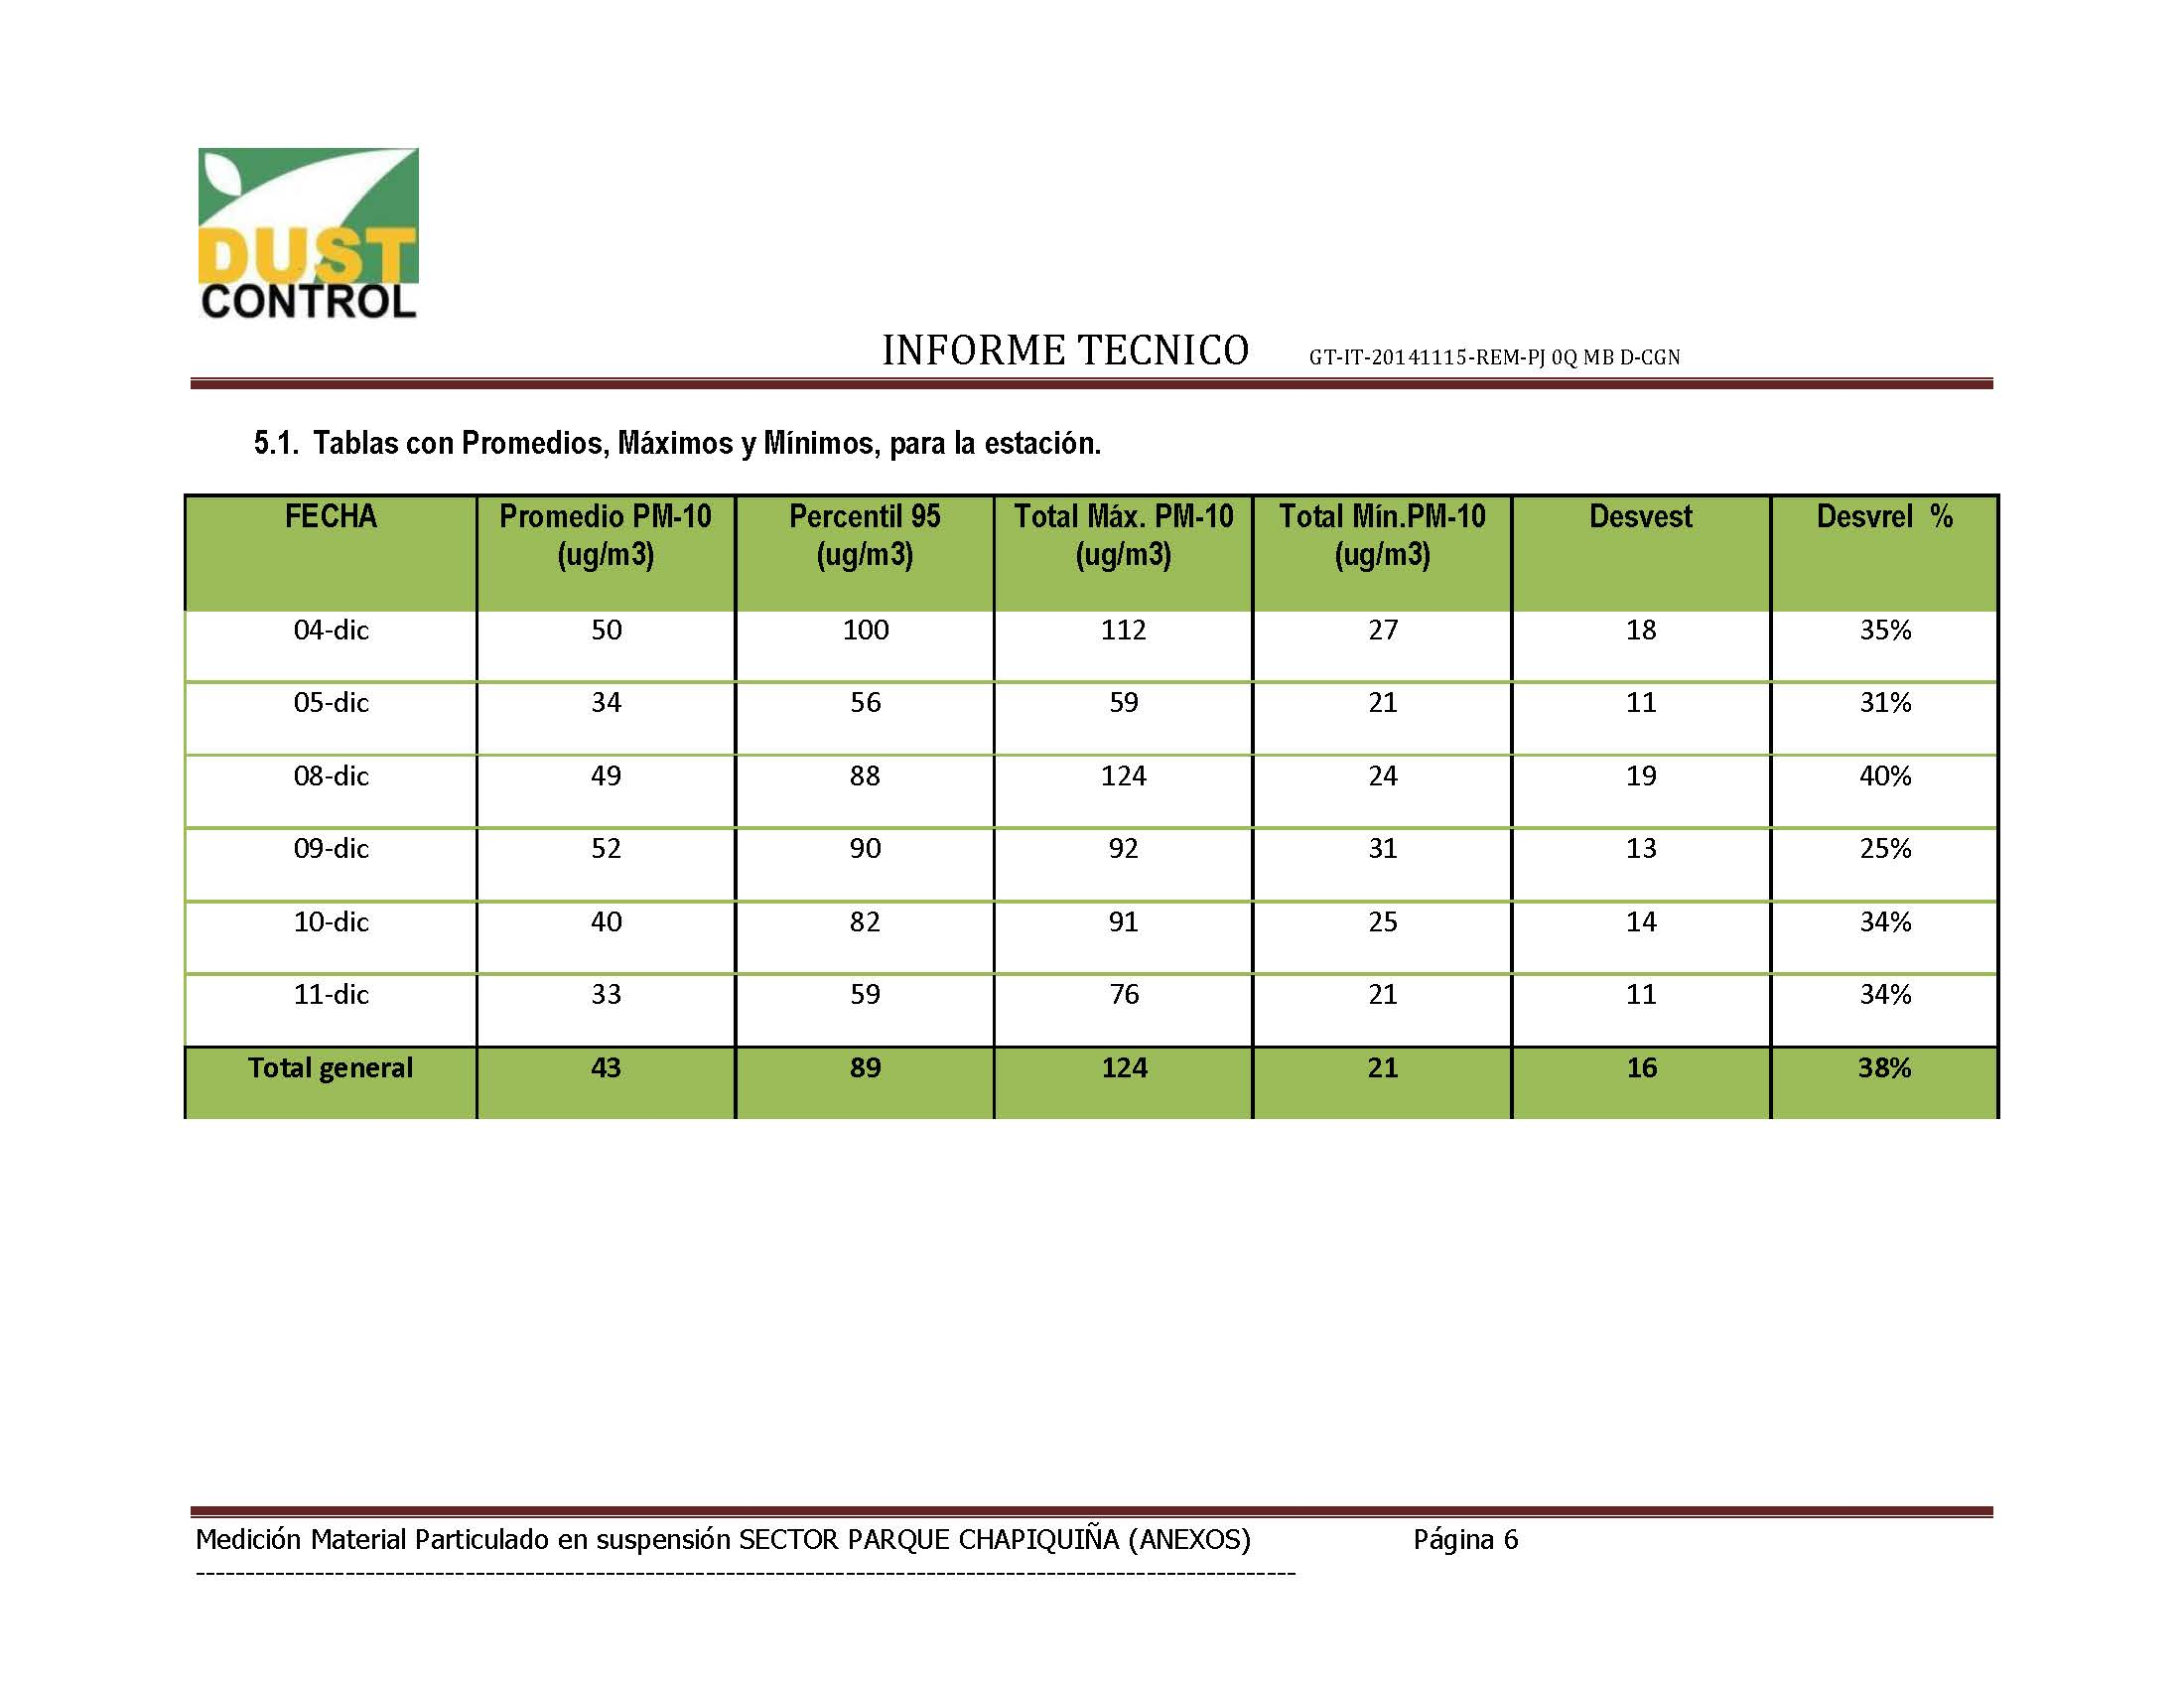 DUST
CONTROL
INFORME TECNICO GT-IT-20141115-REM-PJ 0Q MB D-CGN
5.1. Tablas con Promedios, Máximos y Mínimos, para la estación.
FECHA Promedio PM-10 (ug/m3) Percentil 95 (ug/m3) Total Máx. PM-10 (ug/m3) Total Mín.PM-10 (ug/m3) Desvest Desvrel %
04-dic 50 100 112 27 18 35%
05-dic 34 56 59 21 11 31%
08-dic 49 88 124 24 19 40%
09-dic 52 90 92 31 13 25%
10-dic 40 82 91 25 14 34%
11-dic 33 59 76 21 11 34%
Total general 43 89 124 21 16 38%
Medición Material Particulado en suspensión SECTOR PARQUE CHAPIQUIÑA (ANEXOS) Página 6
--------------------------------------------------------------------------------------------------------------